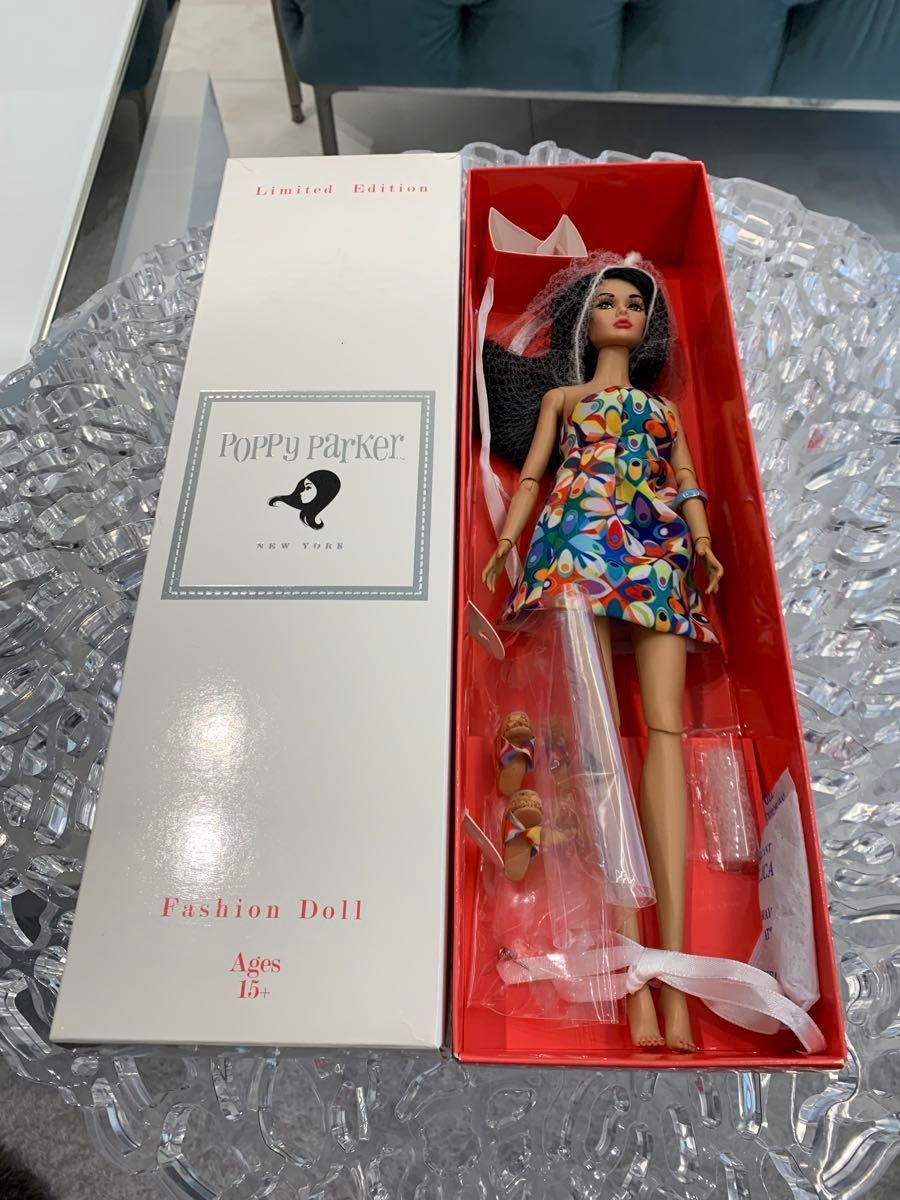 Limited Edition
POPPY PARKER
NEW YORK
Fashion Doll
Ages
15+